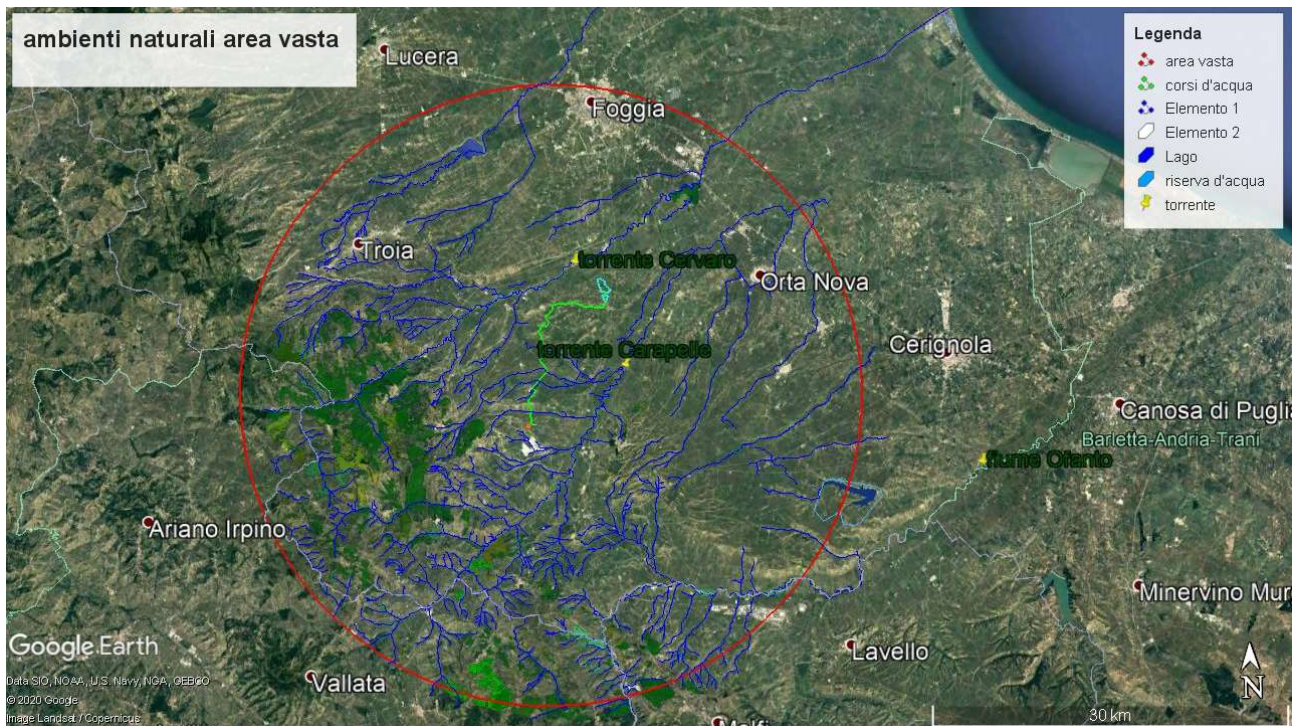 ambienti naturali area vasta
Legenda
area vasta
corsi d'acqua
Elemento 1
Elemento 2
Lago
riserva d'acqua
torrente
Lucera
Foggia
Troia
torrente Cervaro
Orta Nova
torrente Carapelle
Cerignola
Canosa di Puglia
Barletta-Andria-Trani
fiume Ofanto
Ariano Irpino
Minervino Mur
Lavello
Vallata
Melfi
Google Earth
Data SIO, NOAA, U.S. Navy, NGA, GEBCO
© 2020 Google
Image Landsat / Copernicus
N
30 km